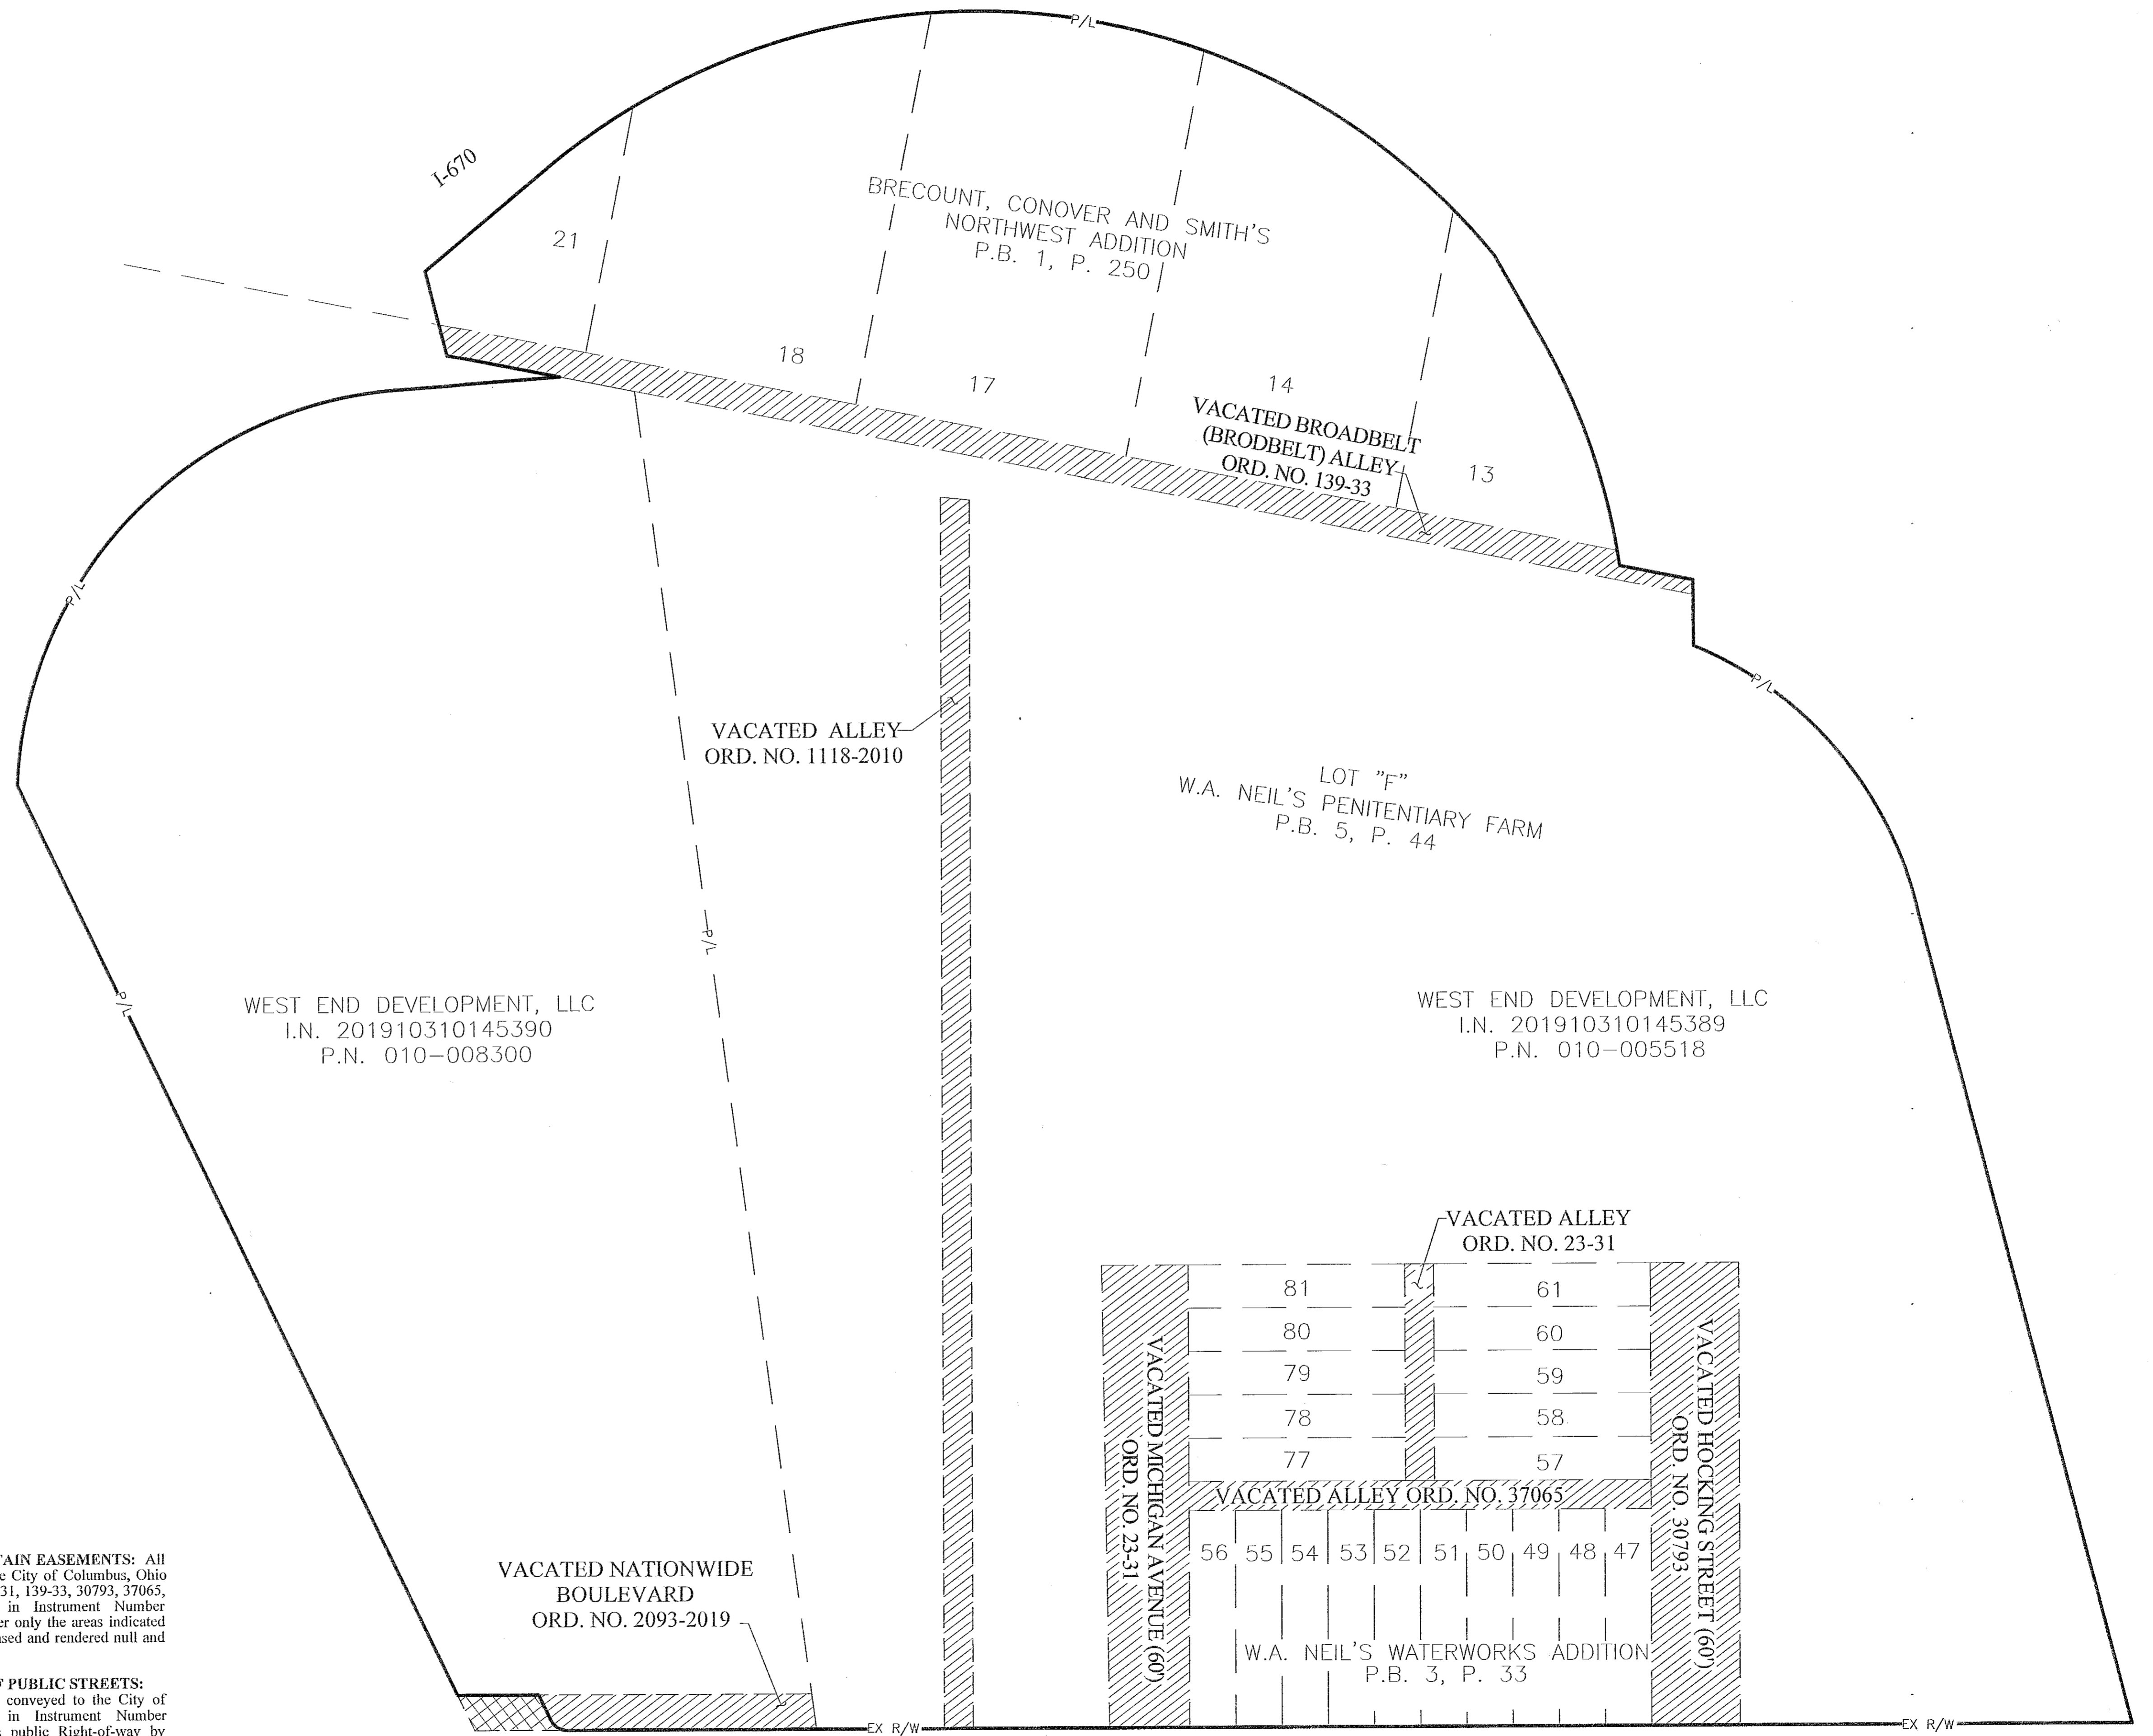 P/L
I-670
BRECOUNT, CONOVER AND SMITH'S
NORTHWEST ADDITION
P.B. 1, P. 250
21
18
17
14
13
VACATED BROADBELT
(BRODBELT) ALLEY
ORD. NO. 139-33
P/L
P/L
VACATED ALLEY
ORD. NO. 1118-2010
LOT "F"
W.A. NEIL'S PENITENTIARY FARM
P.B. 5, P. 44
P/L
P/L
WEST END DEVELOPMENT, LLC
I.N. 201910310145390
P.N. 010-008300
WEST END DEVELOPMENT, LLC
I.N. 201910310145389
P.N. 010-005518
VACATED ALLEY
ORD. NO. 23-31
81
61
80
60
79
59
78
58
77
57
VACATED MICHIGAN AVENUE (60')
ORD. NO. 23-31
VACATED HOCKING STREET (60')
ORD. NO. 30793
VACATED ALLEY ORD. NO. 37065
56 55 54 53 52 51 50 49 48 47
W.A. NEIL'S WATERWORKS ADDITION
P.B. 3, P. 33
VACATED NATIONWIDE
BOULEVARD
ORD. NO. 2093-2019
TAIN EASEMENTS: All
e City of Columbus, Ohio
31, 139-33, 30793, 37065,
in Instrument Number
er only the areas indicated
ased and rendered null and
F PUBLIC STREETS:
conveyed to the City of
in Instrument Number
public Right-of-way by
EX R/W
EX R/W